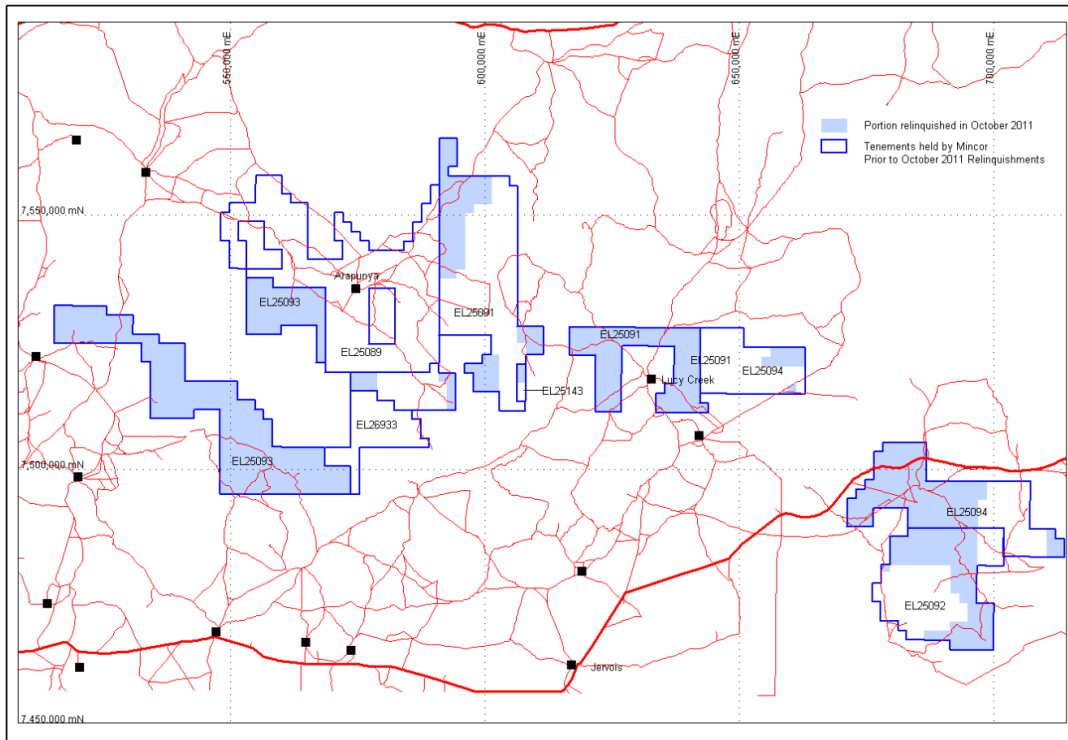 550,000 mE
600,000 mE
650,000 mE
700,000 mE
Portion relinquished in October 2011
Tenements held by Mincor
Prior to October 2011 Relinquishments
7,550,000 mN
Arapunya
EL25093
EL25091
EL25091
EL25089
EL25091
EL25094
Lucy Creek
EL25143
EL26933
EL25093
7,500,000 mN
EL25094
EL25092
Jervois
7,450,000 mN